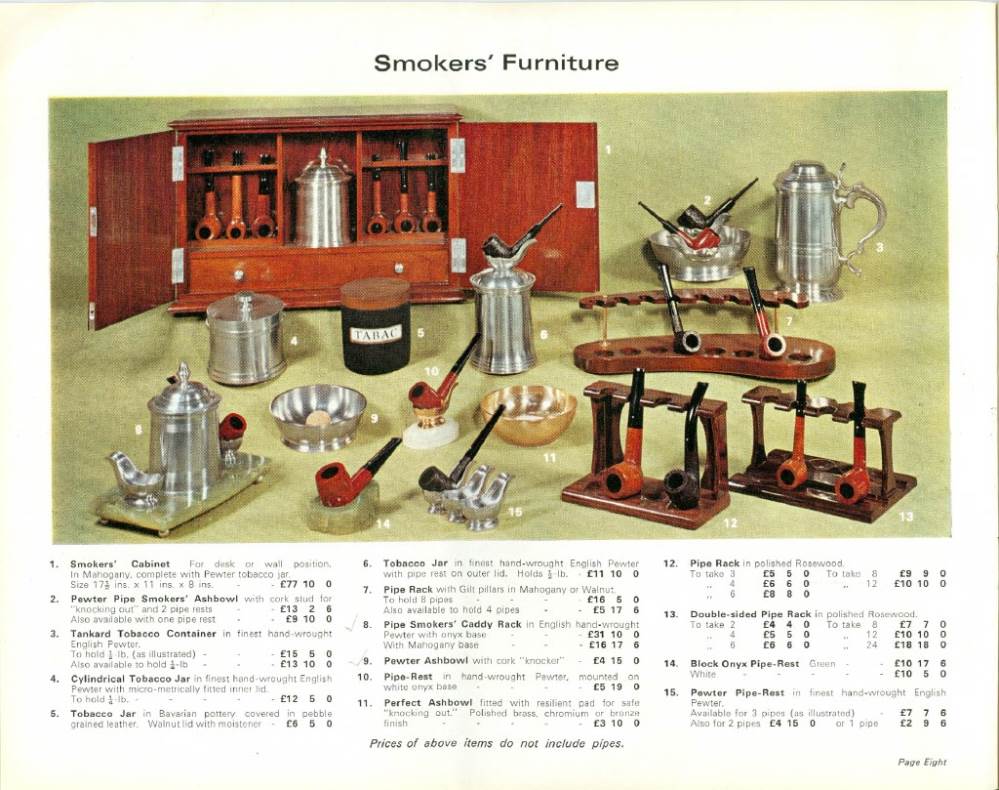 Smokers' Furniture
1
2
3
TABAC
4
5
6
7
10
8
9
11
14
15
12
13
1. Smokers' Cabinet For desk or wall position.
In Mahogany, complete with Pewter tobacco jar.
Size 17½ ins. x 11 ins. x 8 ins. - - £77 10 0
2. Pewter Pipe Smokers' Ashbowl with cork stud for
"knocking out" and 2 pipe rests - - £13 2 6
Also available with one pipe rest - - £9 10 0
3. Tankard Tobacco Container in finest hand-wrought
English Pewter.
To hold ½-lb. (as illustrated) - - - £15 5 0
Also available to hold ¼-lb - - - £13 10 0
4. Cylindrical Tobacco Jar in finest hand-wrought English
Pewter with micro-metrically fitted inner lid.
To hold ½-lb. - - - - - £12 5 0
5. Tobacco Jar in Bavarian pottery covered in pebble
grained leather. Walnut lid with moistener - £6 5 0
6. Tobacco Jar in finest hand-wrought English Pewter
with pipe rest on outer lid. Holds ½-lb. - £11 10 0
7. Pipe Rack with Gilt pillars in Mahogany or Walnut.
To hold 8 pipes - - - - £16 5 0
Also available to hold 4 pipes - - £5 17 6
8. Pipe Smokers' Caddy Rack in English hand-wrought
Pewter with onyx base - - - £31 10 0
With Mahogany base - - - £16 17 6
9. Pewter Ashbowl with cork "knocker" - £4 15 0
10. Pipe-Rest in hand-wrought Pewter, mounted on
white onyx base - - - - £5 19 0
11. Perfect Ashbowl fitted with resilient pad for safe
"knocking out." Polished brass, chromium or bronze
finish - - - - - £3 10 0
12. Pipe Rack in polished Rosewood.
To take 3 £5 5 0 To take 8 £9 9 0
,, 4 £6 6 0 ,, 12 £10 10 0
,, 6 £8 8 0
13. Double-sided Pipe Rack in polished Rosewood.
To take 2 £4 4 0 To take 8 £7 7 0
,, 4 £5 5 0 ,, 12 £10 10 0
,, 6 £6 6 0 ,, 24 £18 18 0
14. Block Onyx Pipe-Rest Green - - - £10 17 6
White - - - - - £10 5 0
15. Pewter Pipe-Rest in finest hand-wrought English
Pewter.
Available for 3 pipes (as illustrated) - £7 7 6
Also for 2 pipes £4 15 0 or 1 pipe £2 9 6
Prices of above items do not include pipes.
Page Eight